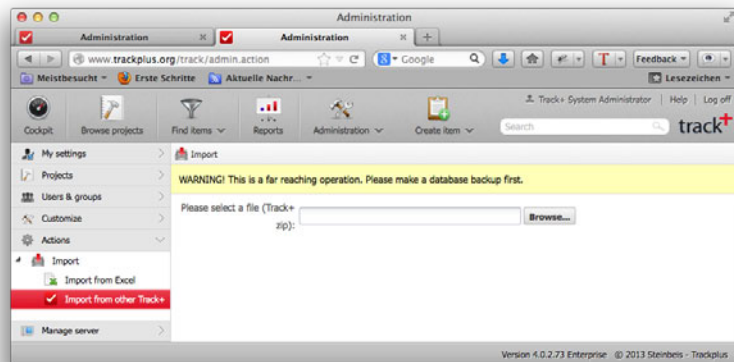 Administration
Administration
Administration
www.trackplus.org/track/admin.action
Google
Feedback
Meistbesucht
Erste Schritte
Aktuelle Nachr...
Lesezeichen
Track+ System Administrator | Help | Log off
Cockpit
Browse projects
Find items
Reports
Administration
Create item
Search
track+
My settings
Projects
Users & groups
Customize
Actions
Import
Import from Excel
Import from other Track+
Manage server
Import
WARNING! This is a far reaching operation. Please make a database backup first.
Please select a file (Track+
zip):
Browse...
Version 4.0.2.73 Enterprise © 2013 Steinbeis - Trackplus